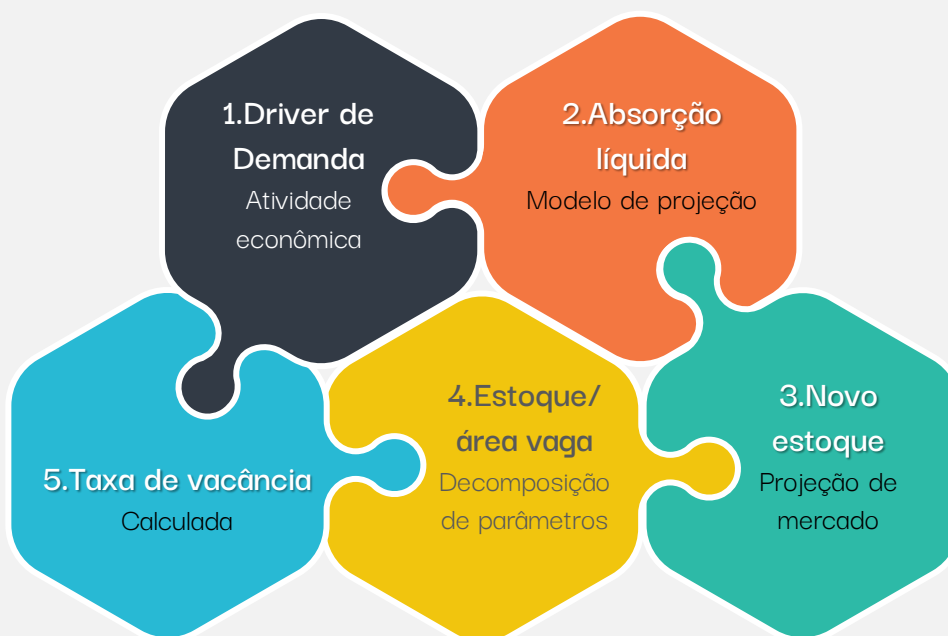 1.Driver de
Demanda
Atividade
econômica
2.Absorção
líquida
Modelo de projeção
3.Novo
estoque
Projeção de
mercado
4.Estoque/
área vaga
Decomposição
de parâmetros
5.Taxa de vacância
Calculada